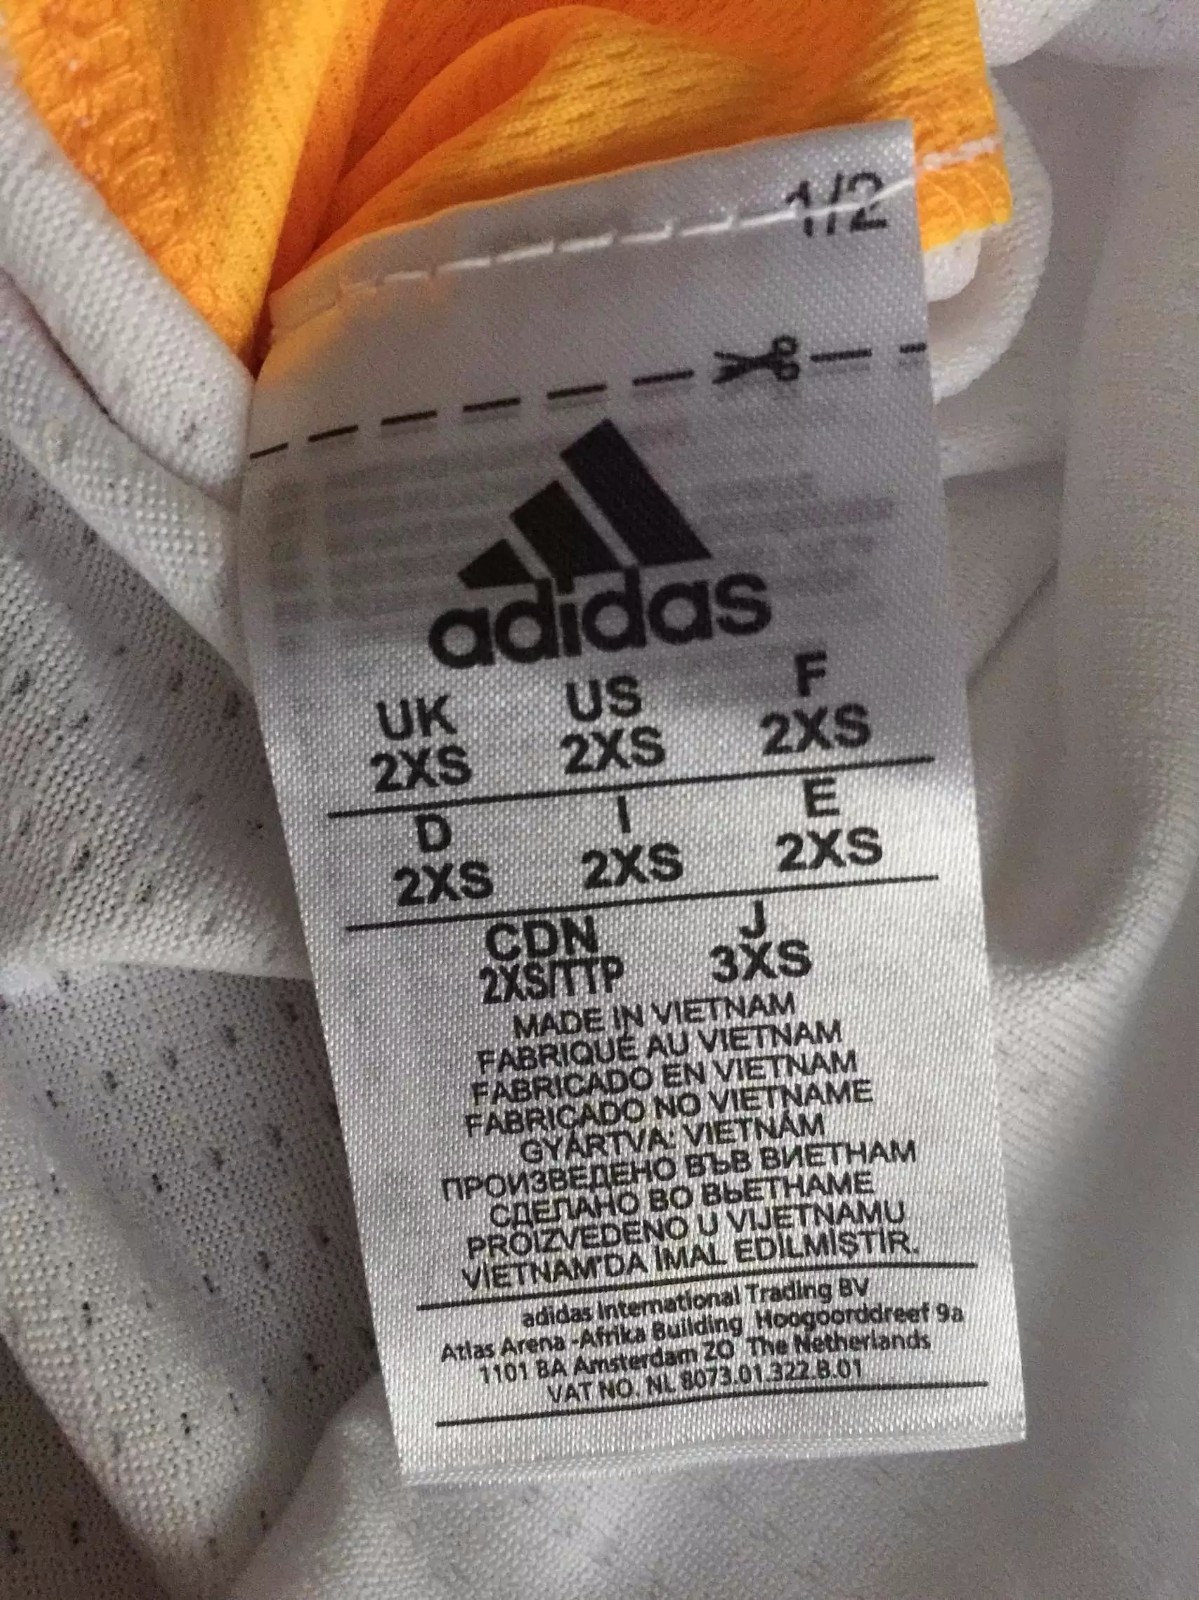 1/2
adidas
UK US F
2XS 2XS 2XS
D I E
2XS 2XS 2XS
CDN J
2XS/TTP 3XS
MADE IN VIETNAM
FABRIQUÉ AU VIETNAM
FABRICADO EN VIETNAM
FABRICADO NO VIETNAME
GYÁRTVA: VIETNÁM
ПРОИЗВЕДЕНО ВЪВ ВИЕТНАМ
СДЕЛАНО ВО ВЬЕТНАМЕ
PROIZVEDENO U VIJETNAMU
VİETNAM'DA İMAL EDİLMİŞTİR.
adidas International Trading BV
Atlas Arena -Afrika Building Hoogoorddreef 9a
1101 BA Amsterdam ZO The Netherlands
VAT NO. NL 8073.01.322.B.01